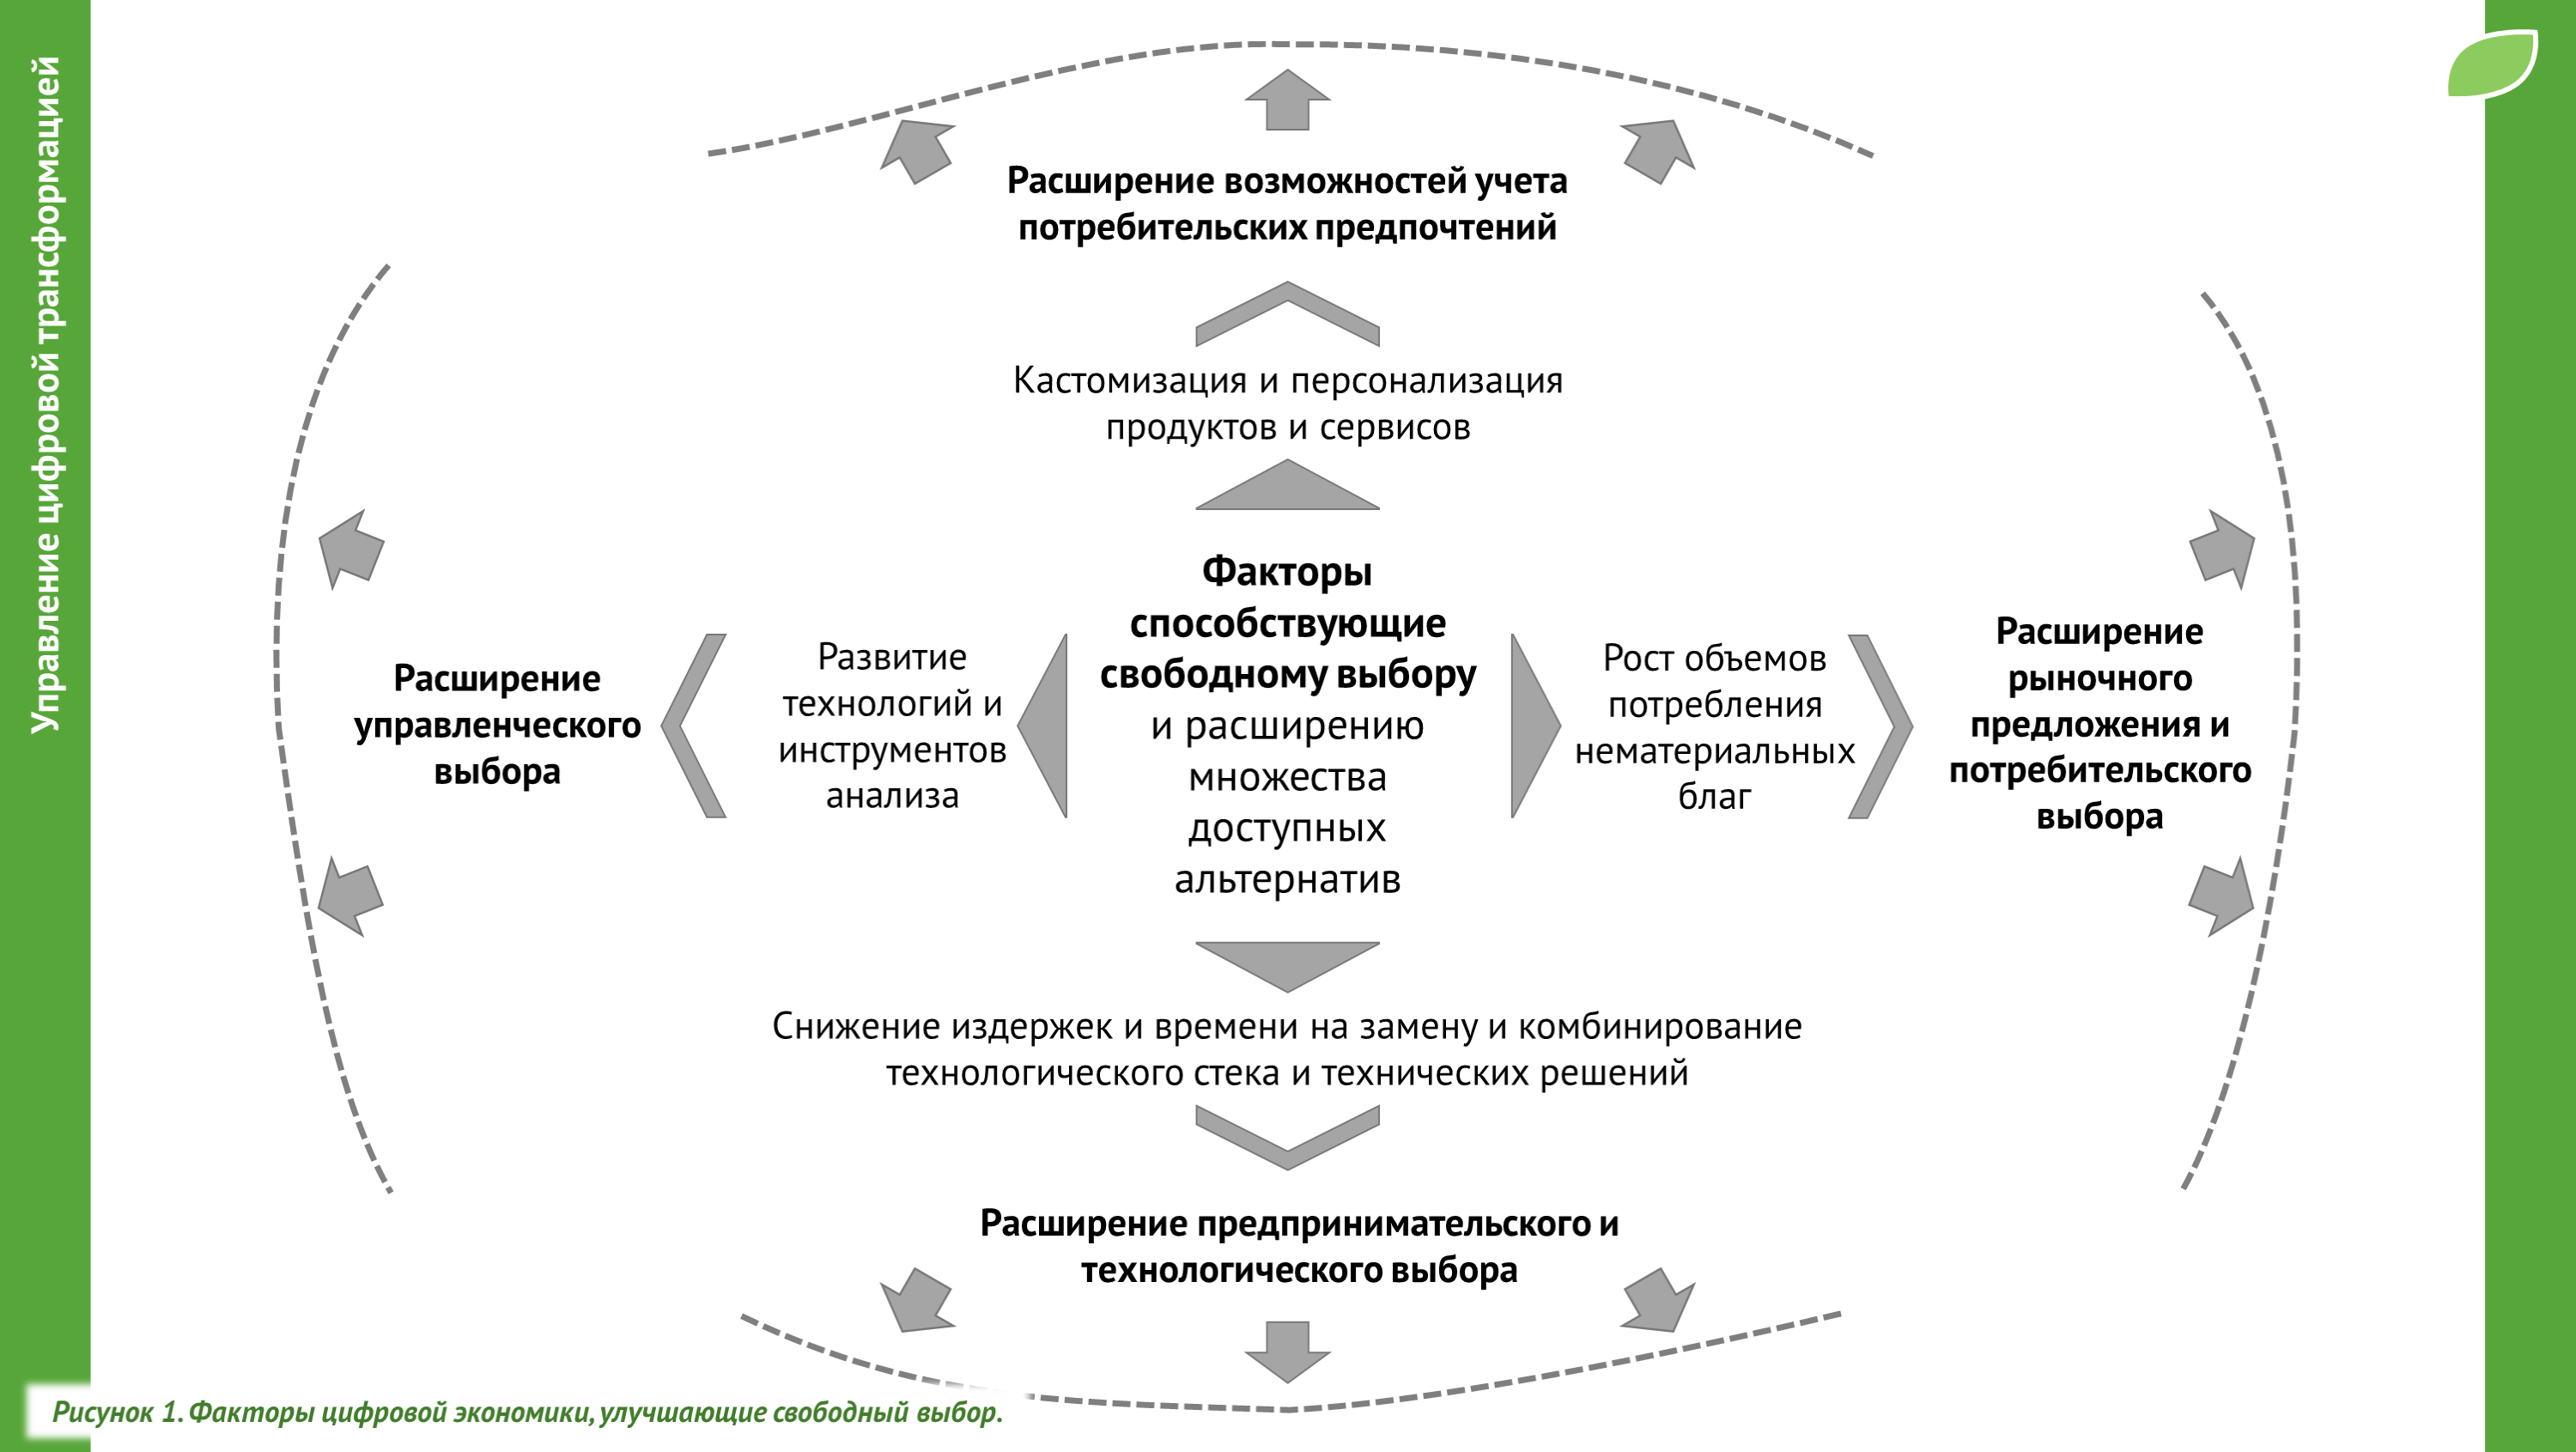 Управление цифровой трансформацией
Расширение возможностей учета
потребительских предпочтений
Кастомизация и персонализация
продуктов и сервисов
Факторы
способствующие
свободному выбору
и расширению
множества
доступных
альтернатив
Расширение
управленческого
выбора
Развитие
технологий и
инструментов
анализа
Рост объемов
потребления
нематериальных
благ
Расширение
рыночного
предложения и
потребительского
выбора
Снижение издержек и времени на замену и комбинирование
технологического стека и технических решений
Расширение предпринимательского и
технологического выбора
Рисунок 1. Факторы цифровой экономики, улучшающие свободный выбор.